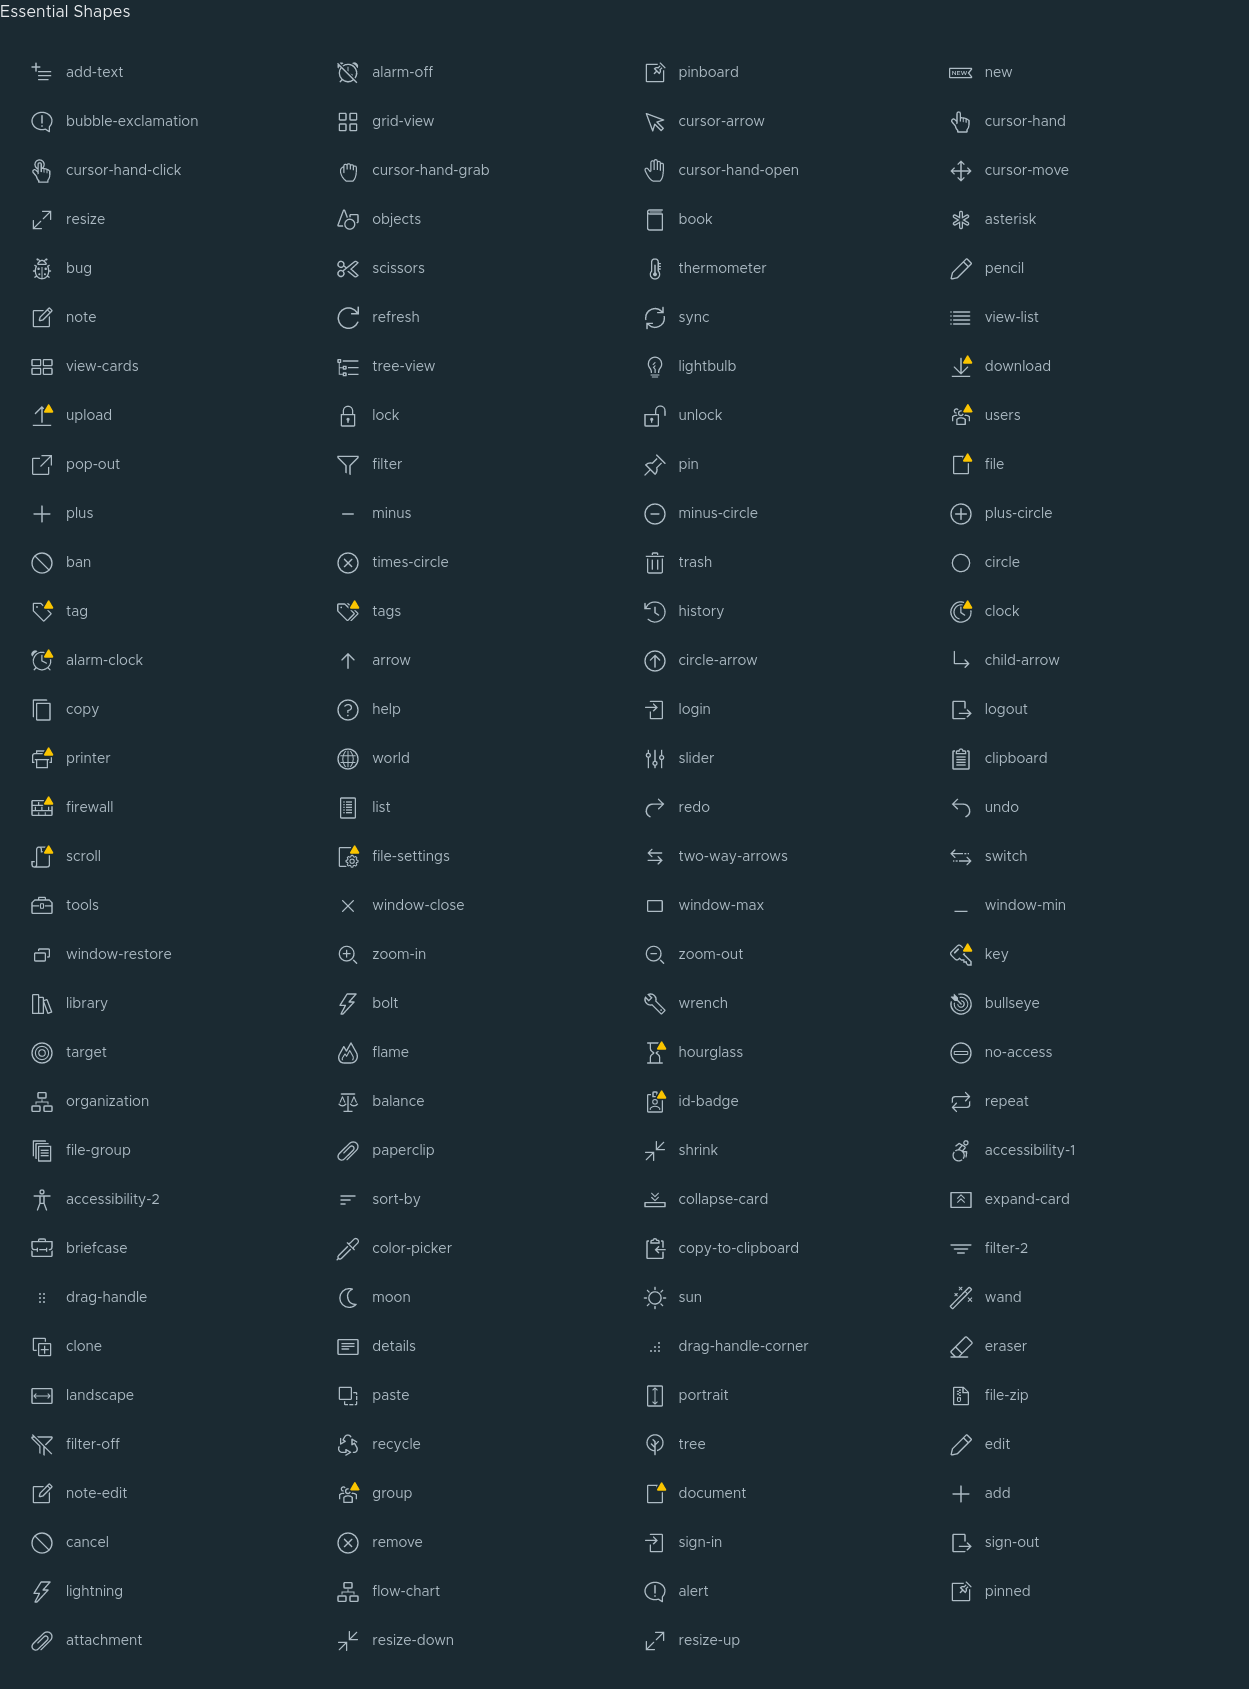 Essential Shapes
add-text alarm-off pinboard NEW new
bubble-exclamation grid-view cursor-arrow cursor-hand
cursor-hand-click cursor-hand-grab cursor-hand-open cursor-move
resize objects book asterisk
bug scissors thermometer pencil
note refresh sync view-list
view-cards tree-view lightbulb download
upload lock unlock users
pop-out filter pin file
plus minus minus-circle plus-circle
ban times-circle trash circle
tag tags history clock
alarm-clock arrow circle-arrow child-arrow
copy help login logout
printer world slider clipboard
firewall list redo undo
scroll file-settings two-way-arrows switch
tools window-close window-max window-min
window-restore zoom-in zoom-out key
library bolt wrench bullseye
target flame hourglass no-access
organization balance id-badge repeat
file-group paperclip shrink accessibility-1
accessibility-2 sort-by collapse-card expand-card
briefcase color-picker copy-to-clipboard filter-2
drag-handle moon sun wand
clone details drag-handle-corner eraser
landscape paste portrait file-zip
filter-off recycle tree edit
note-edit group document add
cancel remove sign-in sign-out
lightning flow-chart alert pinned
attachment resize-down resize-up